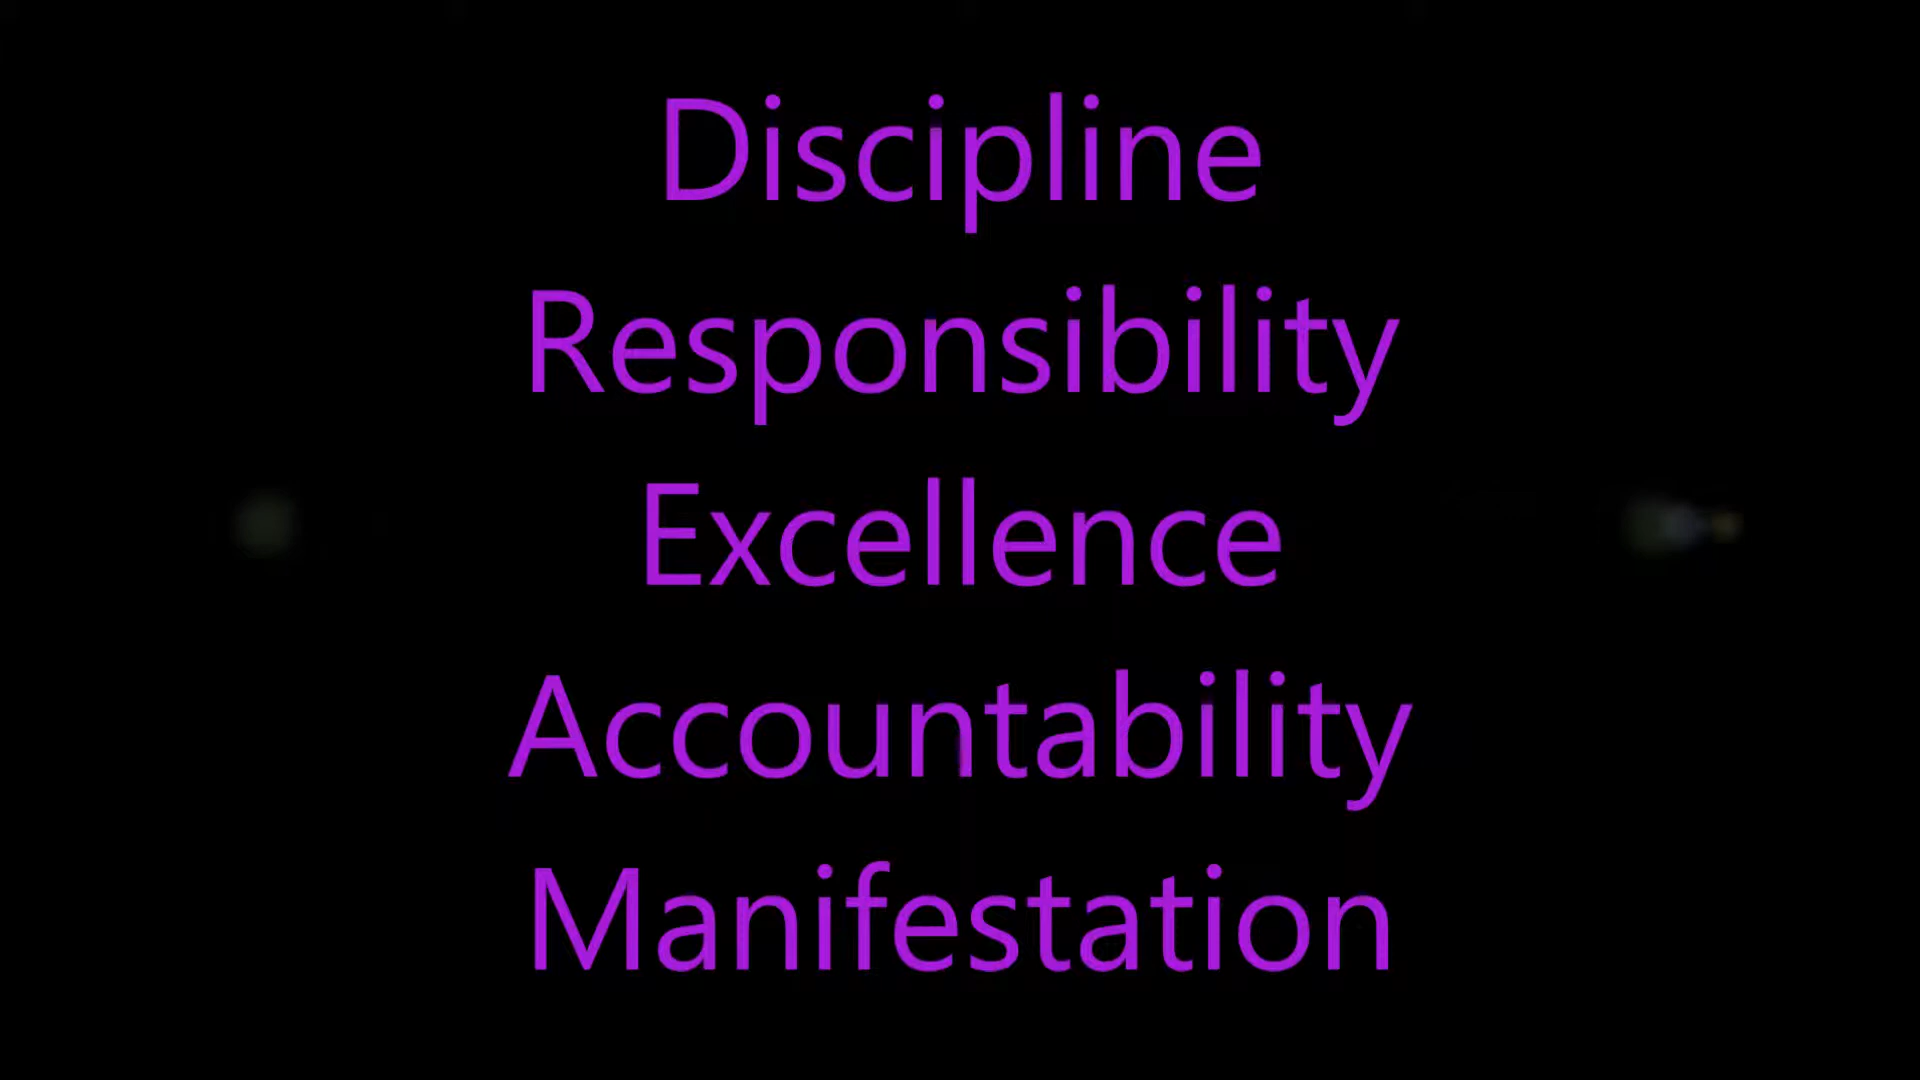 Discipline
Responsibility
Excellence
Accountability
Manifestation